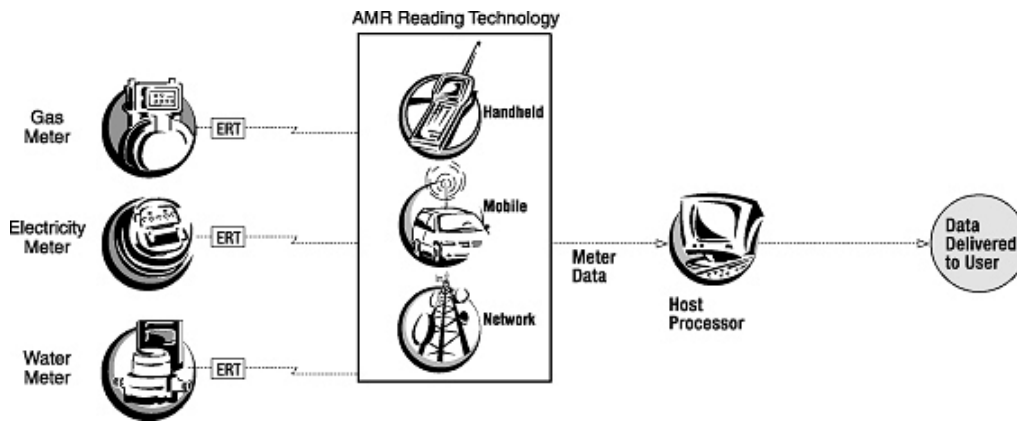 AMR Reading Technology
Gas
Meter
ERT
Handheld
Electricity
Meter
ERT
Mobile
Water
Meter
ERT
Network
Meter
Data
Host
Processor
Data
Delivered
to User